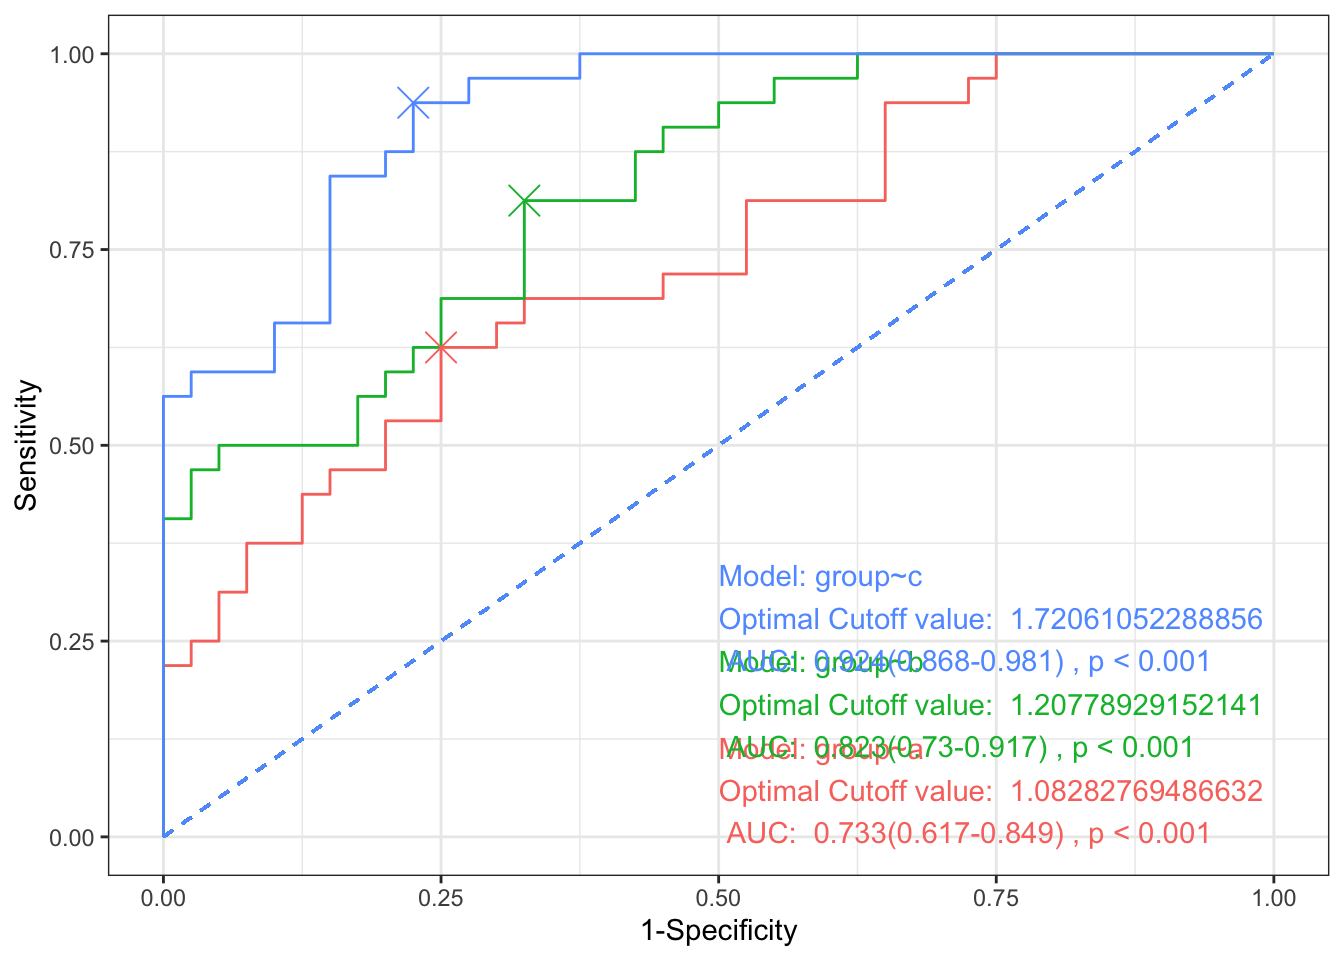 1.00
0.75
0.50
0.25
0.00
Sensitivity
Model: group~c
Optimal Cutoff value:  1.72061052288856
AUC:  0.924(0.868-0.981) , p < 0.001
Model: group~b
Optimal Cutoff value:  1.20778929152141
AUC:  0.823(0.73-0.917) , p < 0.001
Model: group~a
Optimal Cutoff value:  1.08282769486632
AUC:  0.733(0.617-0.849) , p < 0.001
0.00 0.25 0.50 0.75 1.00
1-Specificity